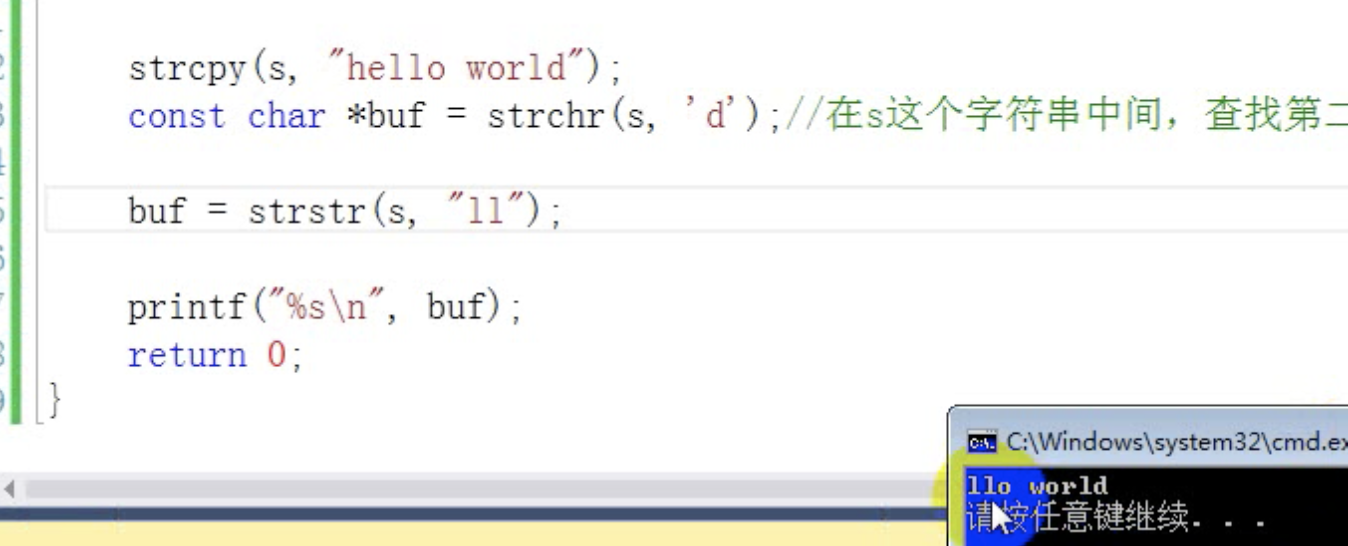 strcpy(s, "hello world");
const char *buf = strchr(s, 'd');//在s这个字符串中间，查找第二
buf = strstr(s, "ll");
printf("%s\n", buf);
return 0;
}
C:\Windows\system32\cmd.ex
llo world
请按任意键继续. . .